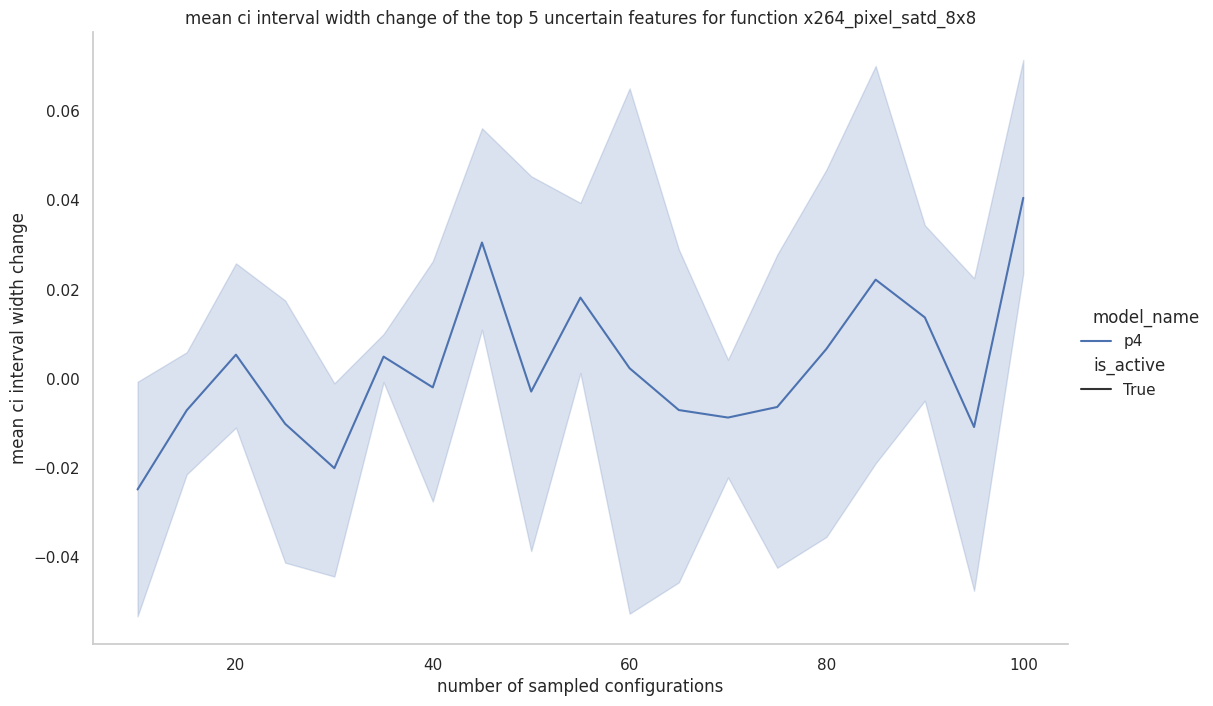 mean ci interval width change of the top 5 uncertain features for function x264_pixel_satd_8x8
mean ci interval width change
0.06
0.04
0.02
0.00
−0.02
−0.04
20
40
60
80
100
number of sampled configurations
model_name
p4
is_active
True